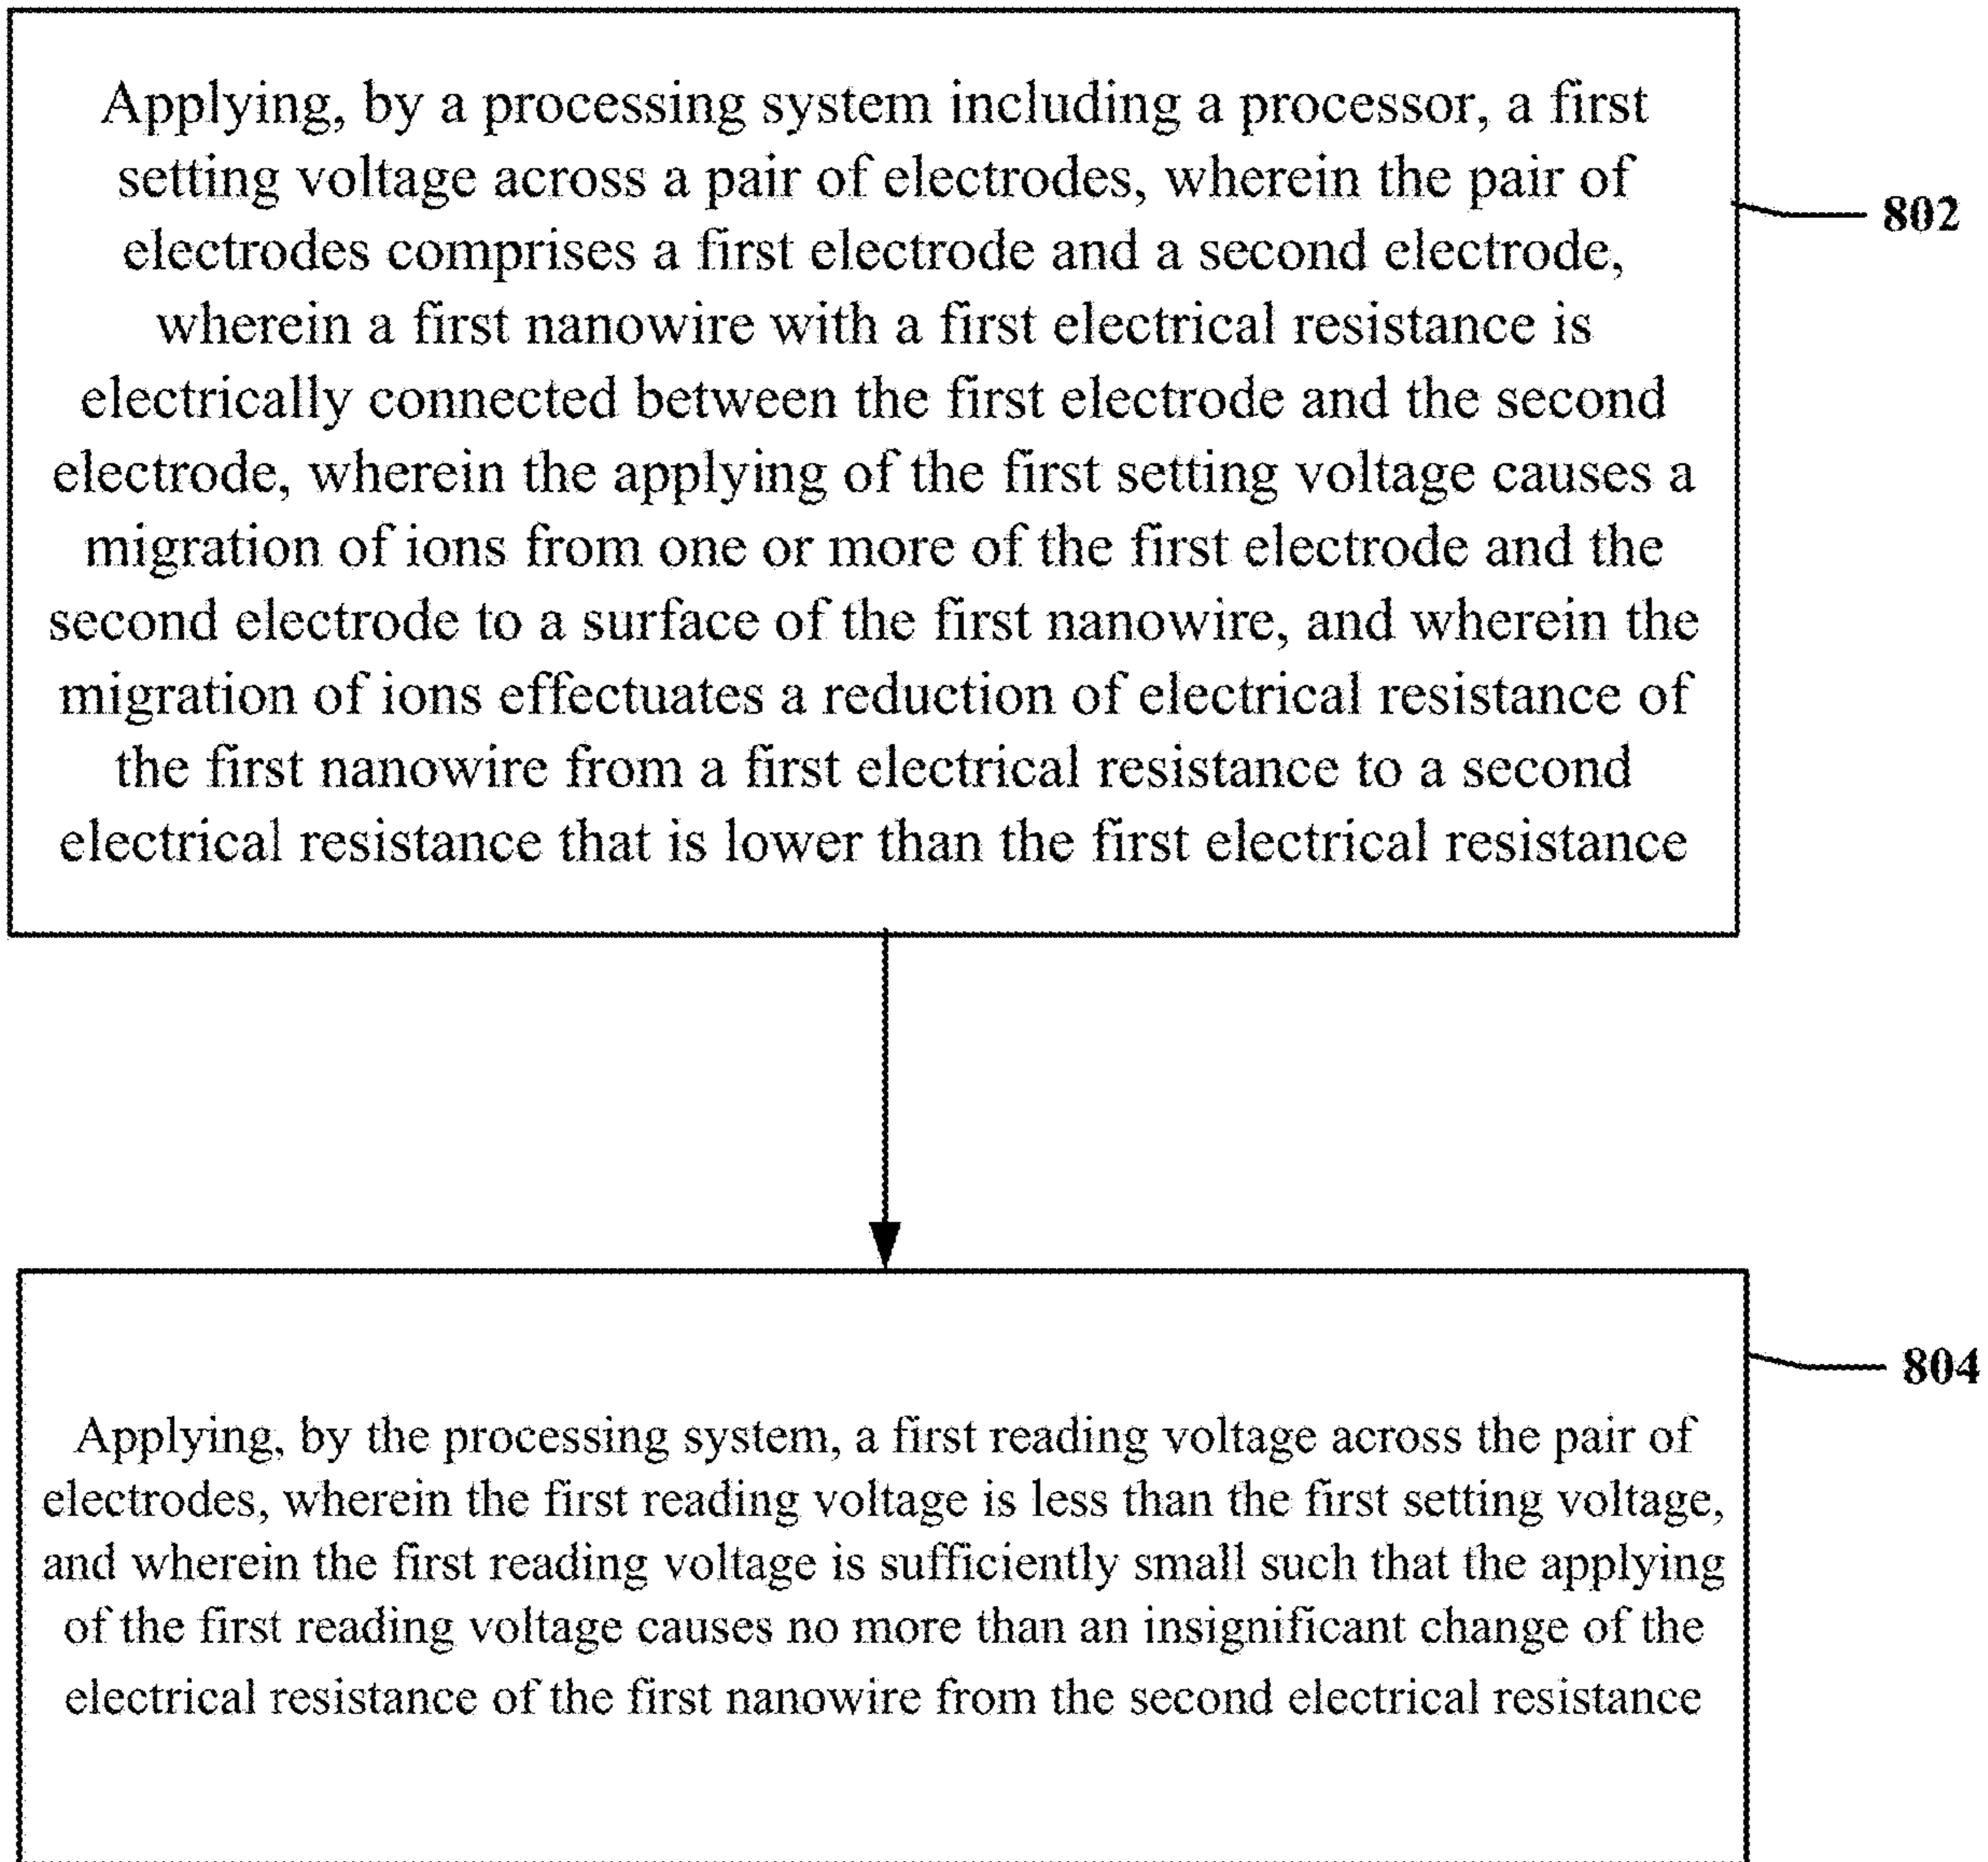 Applying, by a processing system including a processor, a first
setting voltage across a pair of electrodes, wherein the pair of
electrodes comprises a first electrode and a second electrode,
wherein a first nanowire with a first electrical resistance is
electrically connected between the first electrode and the second
electrode, wherein the applying of the first setting voltage causes a
migration of ions from one or more of the first electrode and the
second electrode to a surface of the first nanowire, and wherein the
migration of ions effectuates a reduction of electrical resistance of
the first nanowire from a first electrical resistance to a second
electrical resistance that is lower than the first electrical resistance
802
Applying, by the processing system, a first reading voltage across the pair of
electrodes, wherein the first reading voltage is less than the first setting voltage,
and wherein the first reading voltage is sufficiently small such that the applying
of the first reading voltage causes no more than an insignificant change of the
electrical resistance of the first nanowire from the second electrical resistance
804